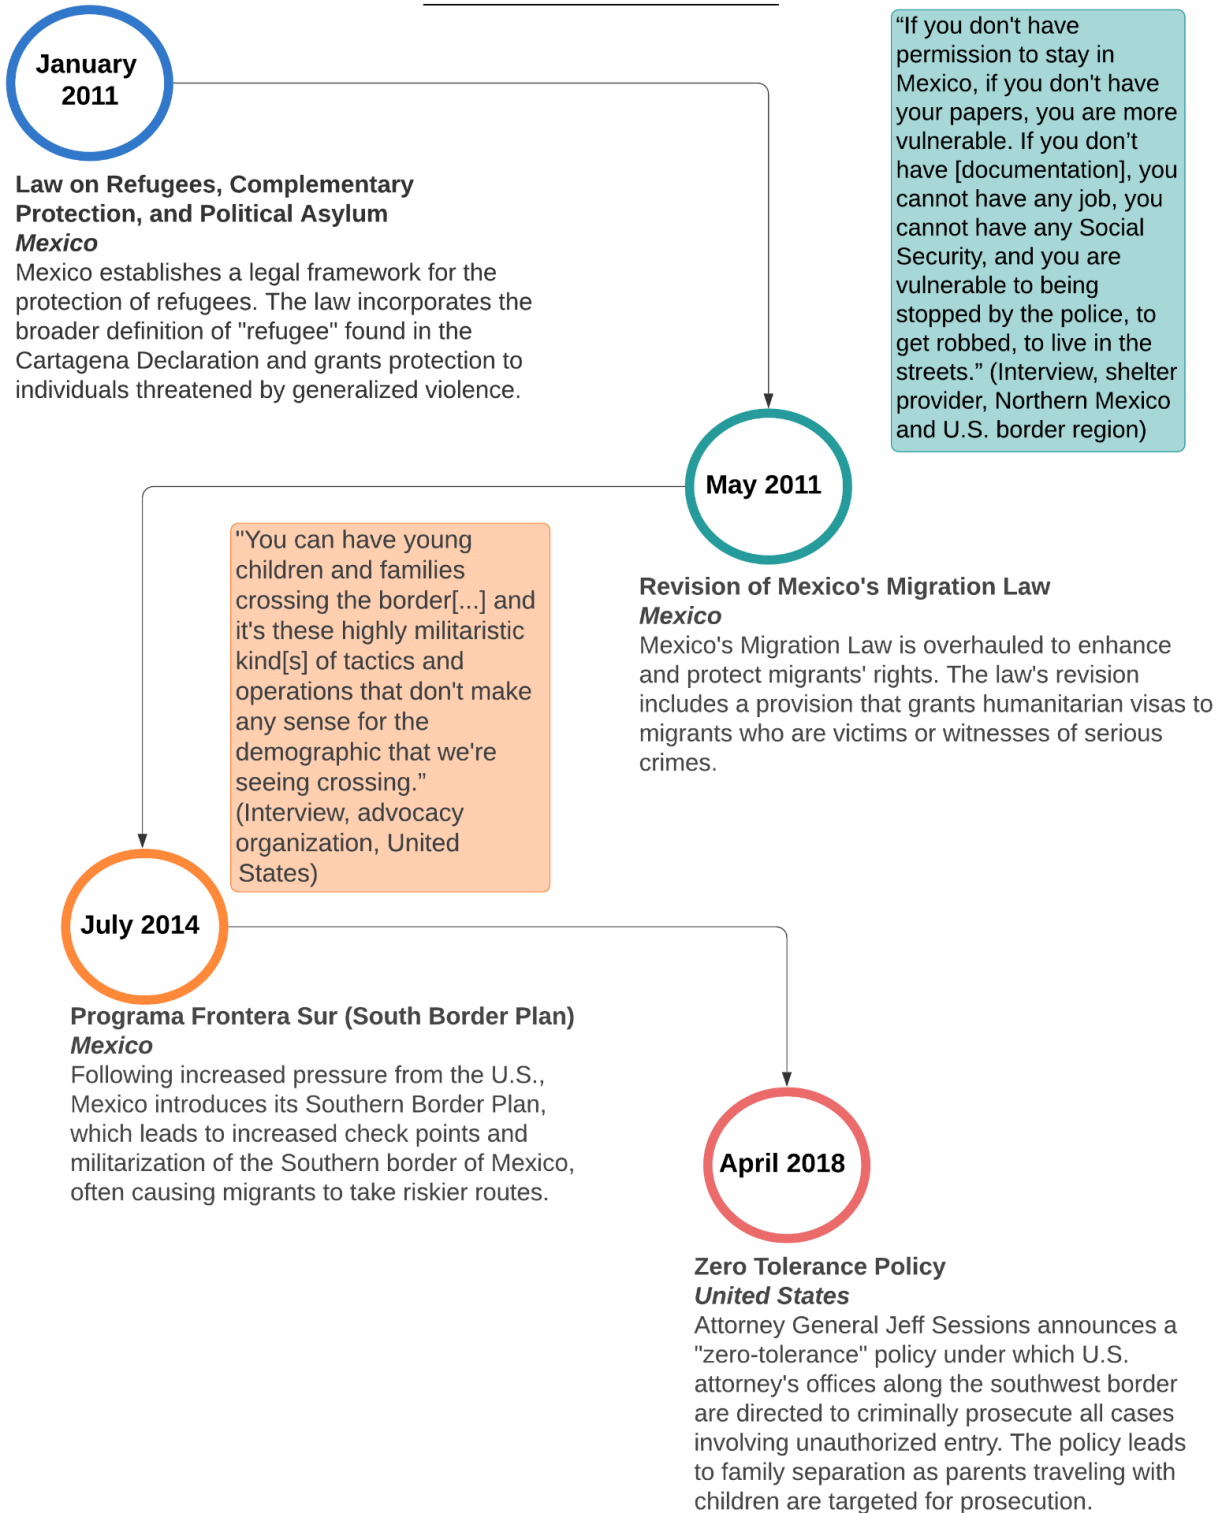 January
2011
Law on Refugees, Complementary
Protection, and Political Asylum
Mexico
Mexico establishes a legal framework for the
protection of refugees. The law incorporates the
broader definition of "refugee" found in the
Cartagena Declaration and grants protection to
individuals threatened by generalized violence.
“If you don't have
permission to stay in
Mexico, if you don't have
your papers, you are more
vulnerable. If you don’t
have [documentation], you
cannot have any job, you
cannot have any Social
Security, and you are
vulnerable to being
stopped by the police, to
get robbed, to live in the
streets.” (Interview, shelter
provider, Northern Mexico
and U.S. border region)
May 2011
Revision of Mexico's Migration Law
Mexico
Mexico's Migration Law is overhauled to enhance
and protect migrants' rights. The law's revision
includes a provision that grants humanitarian visas to
migrants who are victims or witnesses of serious
crimes.
"You can have young
children and families
crossing the border[...] and
it's these highly militaristic
kind[s] of tactics and
operations that don't make
any sense for the
demographic that we're
seeing crossing.”
(Interview, advocacy
organization, United
States)
July 2014
Programa Frontera Sur (South Border Plan)
Mexico
Following increased pressure from the U.S.,
Mexico introduces its Southern Border Plan,
which leads to increased check points and
militarization of the Southern border of Mexico,
often causing migrants to take riskier routes.
April 2018
Zero Tolerance Policy
United States
Attorney General Jeff Sessions announces a
"zero-tolerance" policy under which U.S.
attorney's offices along the southwest border
are directed to criminally prosecute all cases
involving unauthorized entry. The policy leads
to family separation as parents traveling with
children are targeted for prosecution.